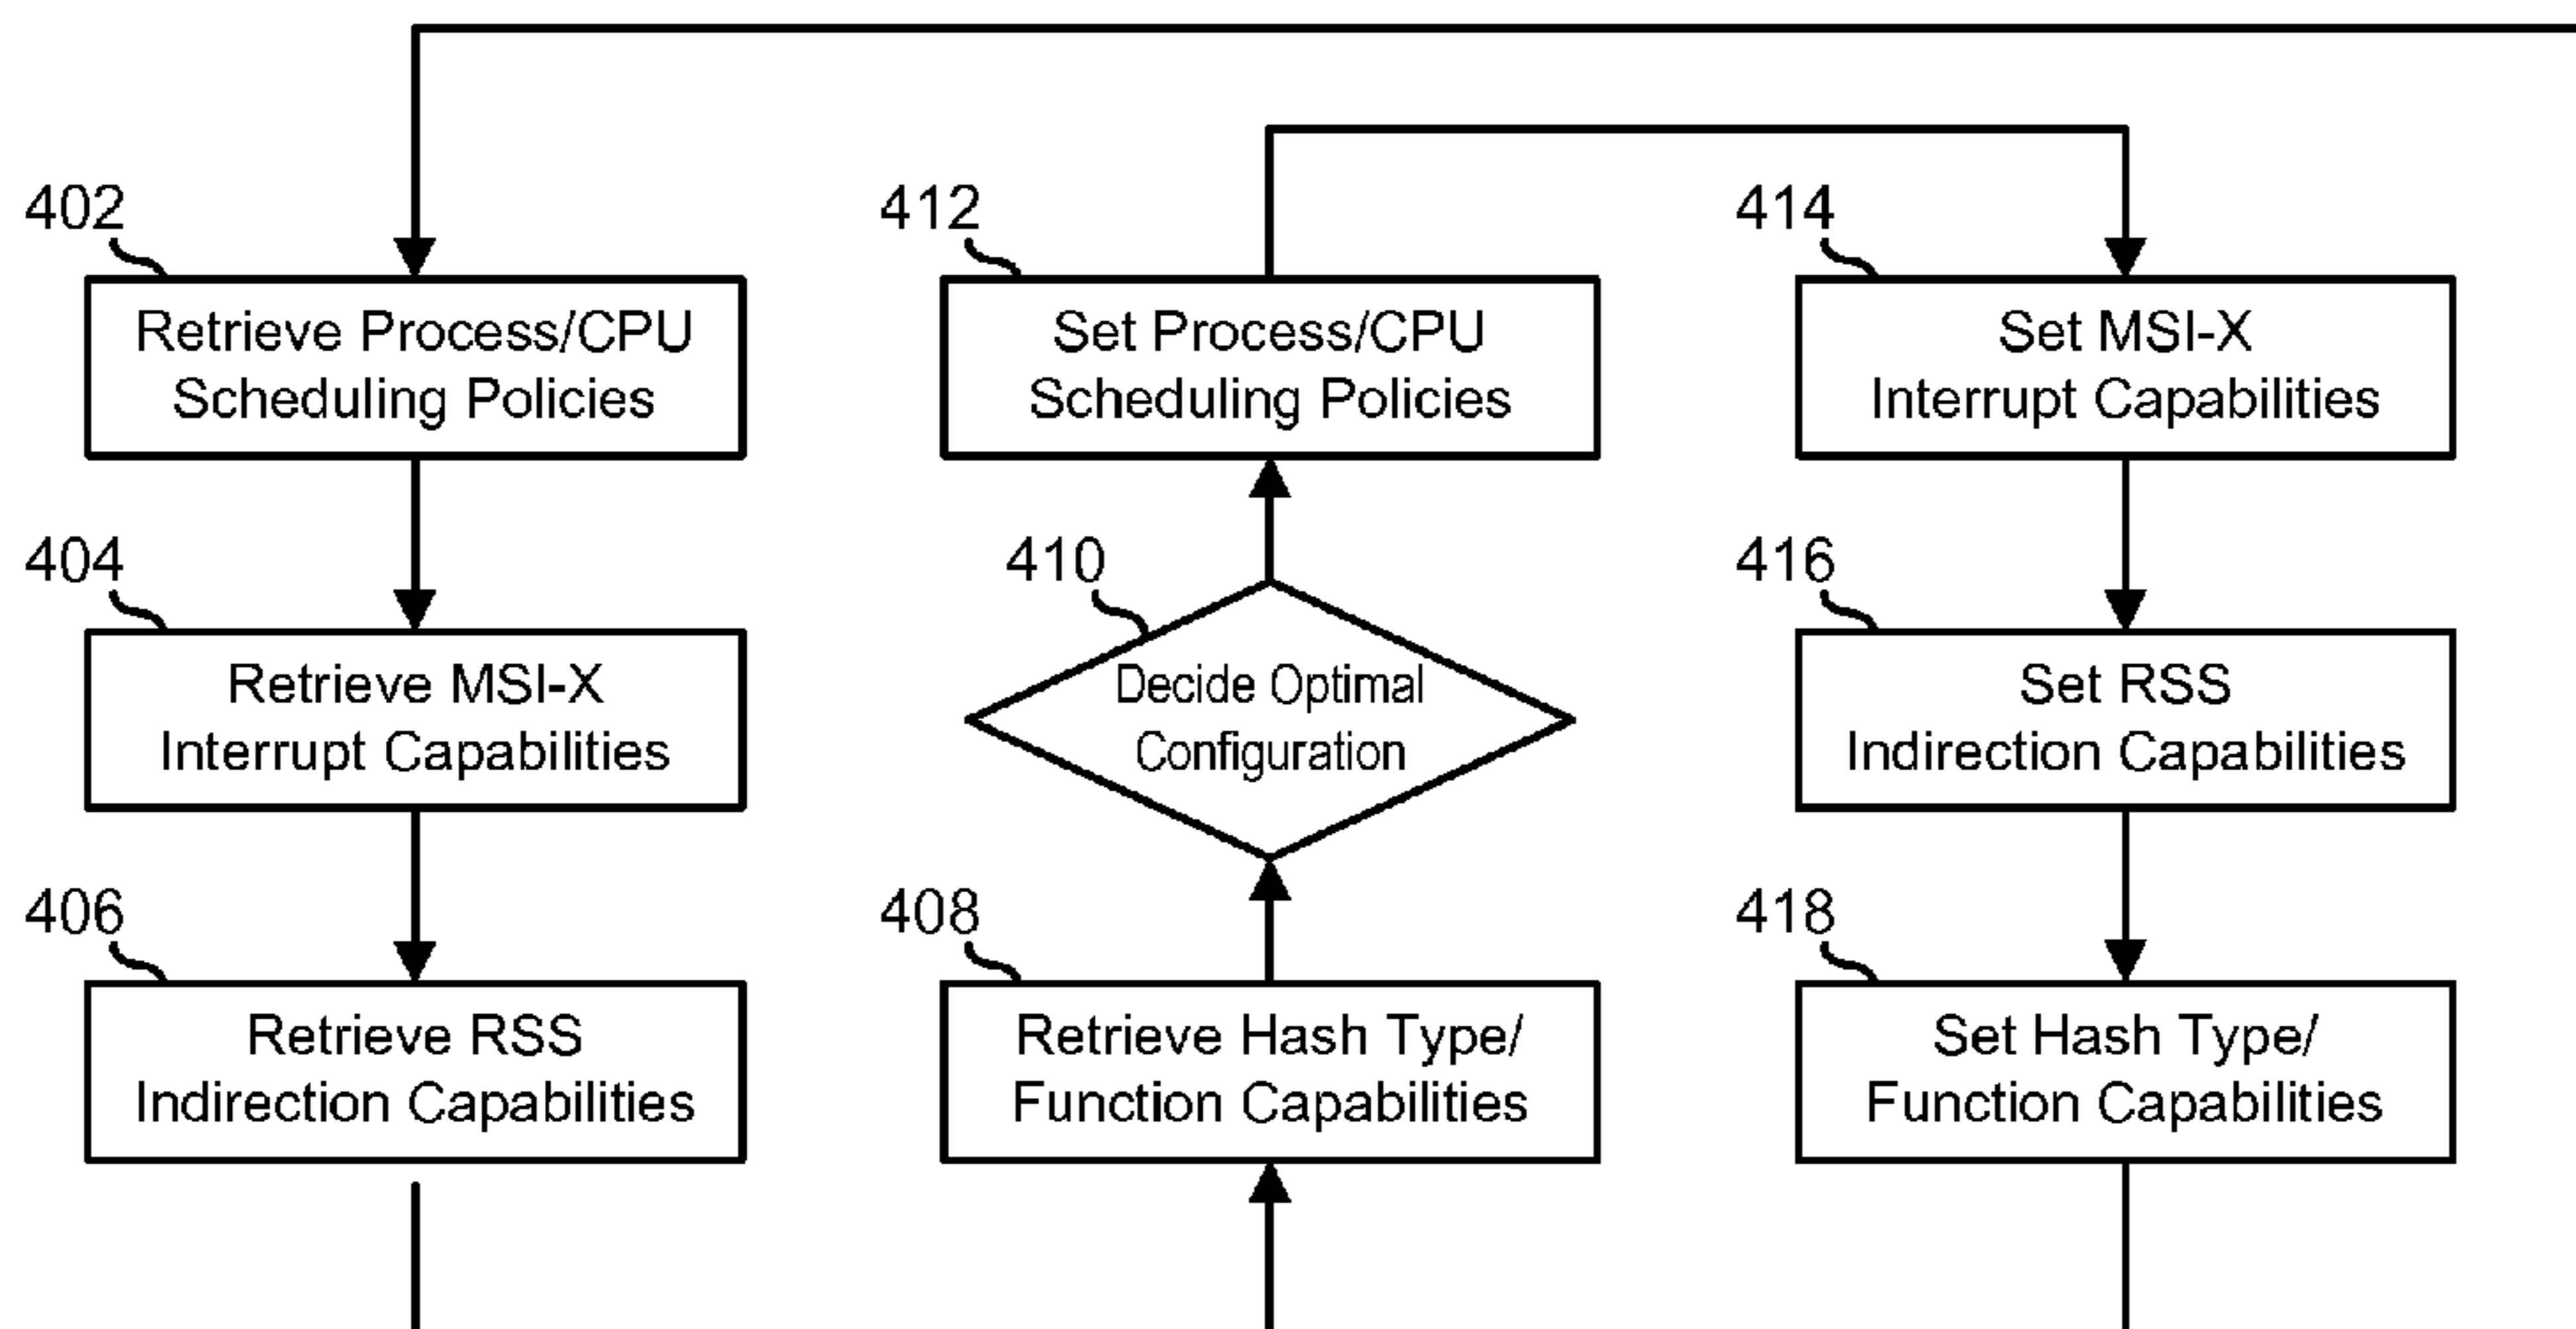 402
Retrieve Process/CPU
Scheduling Policies
404
Retrieve MSI-X
Interrupt Capabilities
406
Retrieve RSS
Indirection Capabilities
412
Set Process/CPU
Scheduling Policies
410
Decide Optimal
Configuration
408
Retrieve Hash Type/
Function Capabilities
414
Set MSI-X
Interrupt Capabilities
416
Set RSS
Indirection Capabilities
418
Set Hash Type/
Function Capabilities